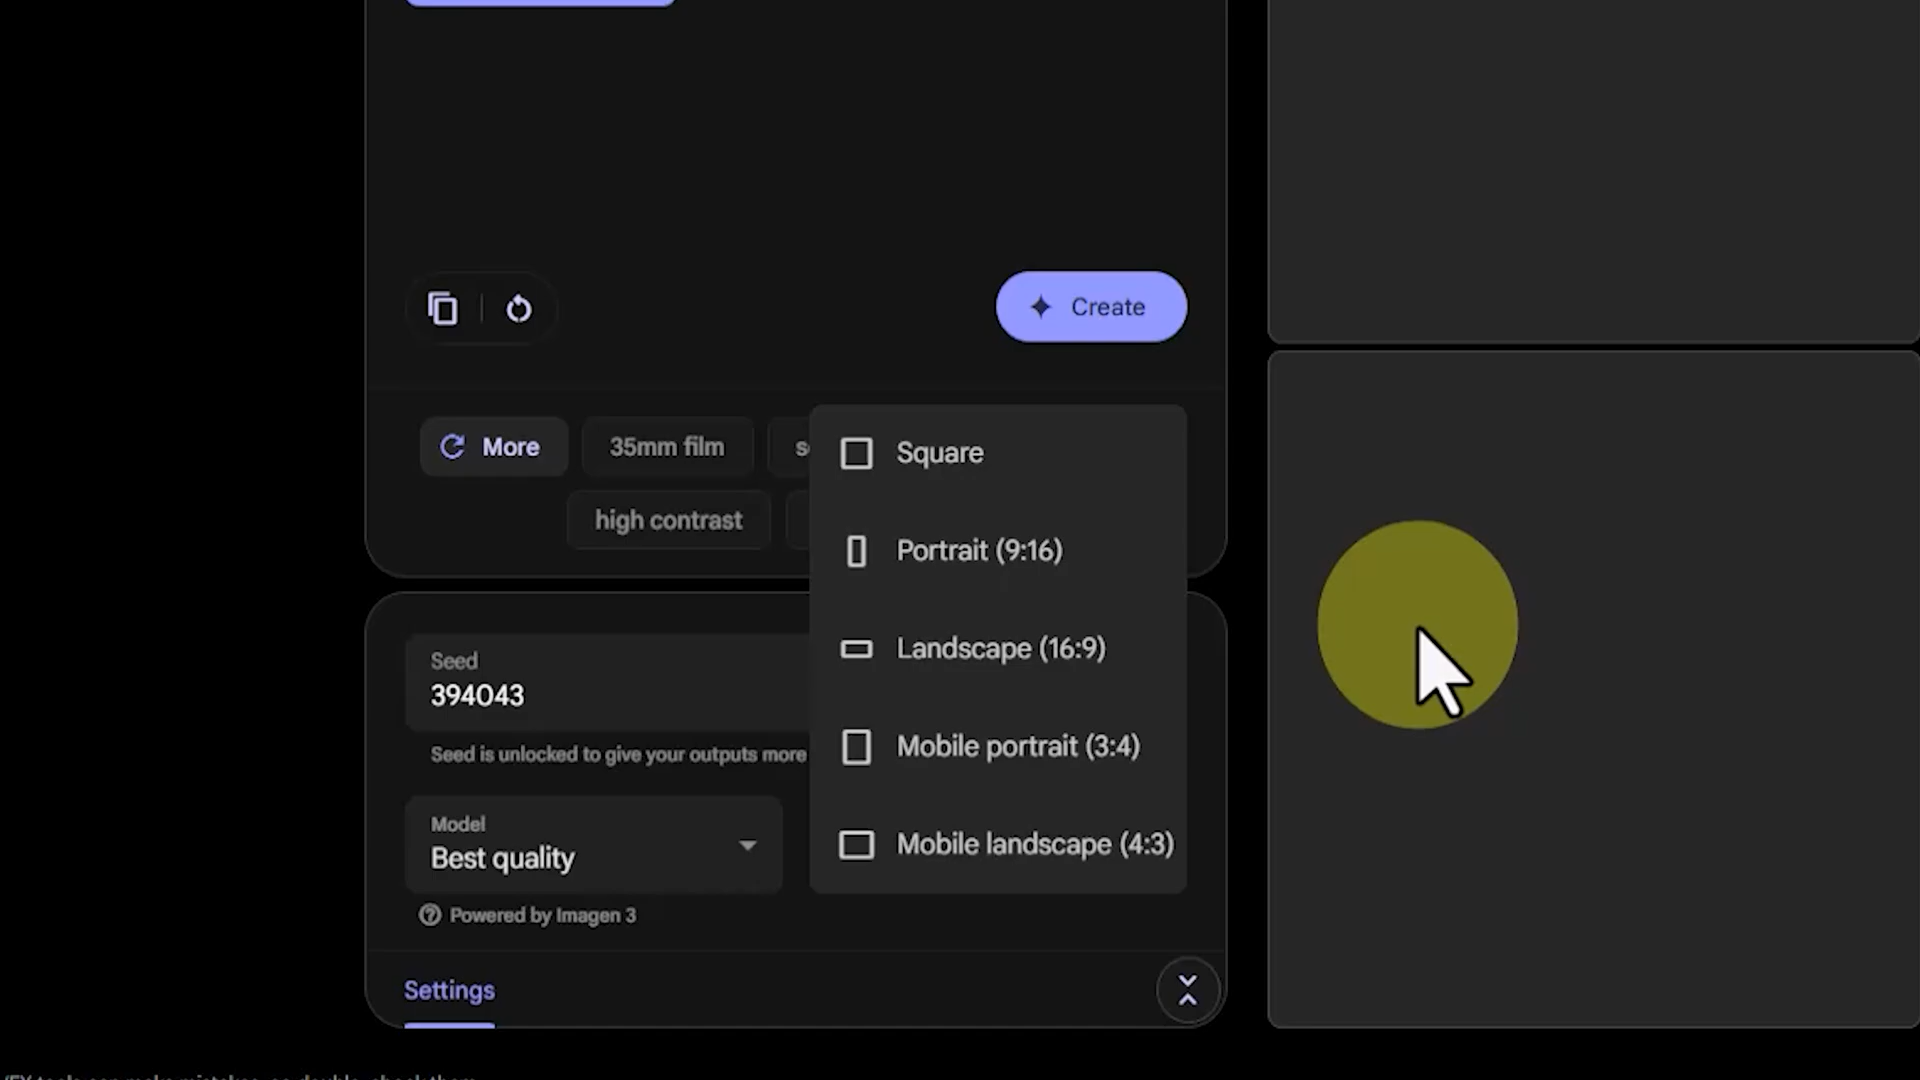 Create
More
35mm film
high contrast
Square
Portrait (9:16)
Landscape (16:9)
Mobile portrait (3:4)
Mobile landscape (4:3)
Seed
394043
Seed is unlocked to give your outputs more
Model
Best quality
Powered by Imagen 3
Settings